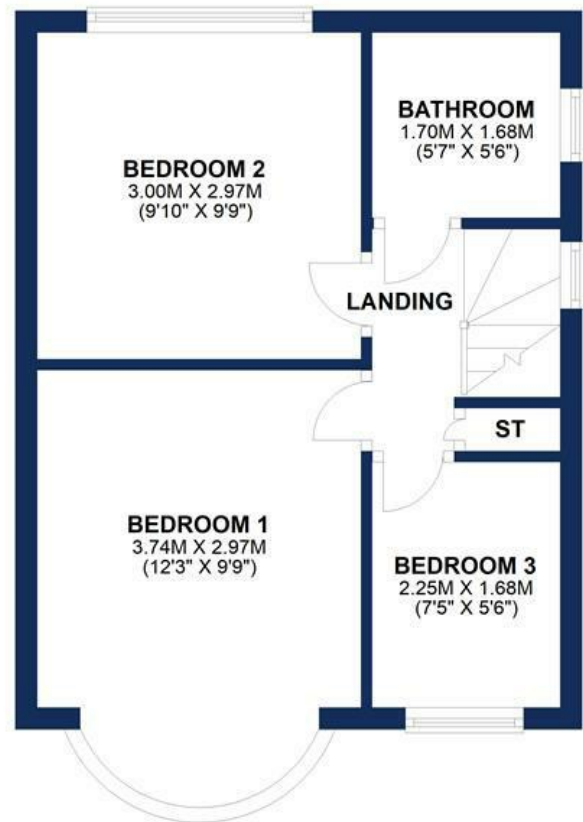 BATHROOM
1.70M X 1.68M
(5'7" X 5'6")
BEDROOM 2
3.00M X 2.97M
(9'10" X 9'9")
LANDING
ST
BEDROOM 1
3.74M X 2.97M
(12'3" X 9'9")
BEDROOM 3
2.25M X 1.68M
(7'5" X 5'6")